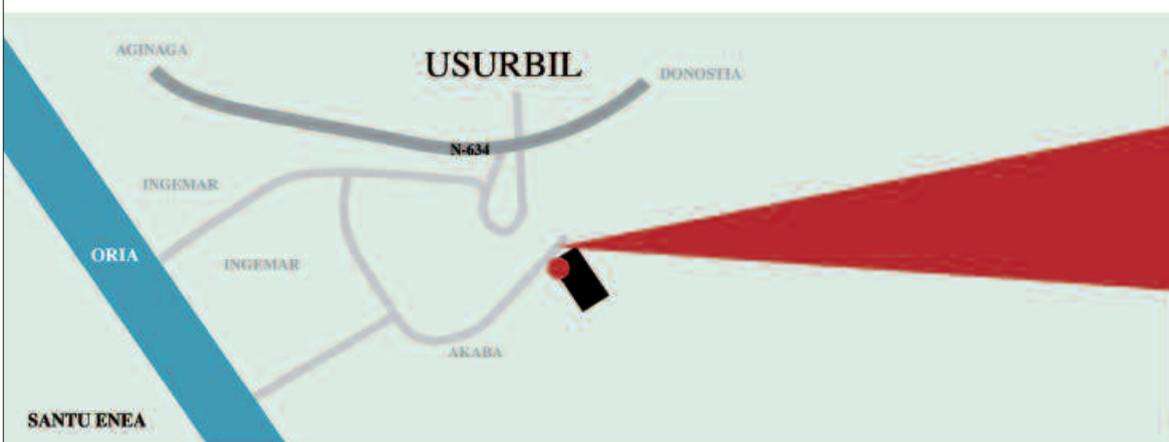 AGINAGA
USURBIL
DONOSTIA
N-634
INGEMAR
ORIA
INGEMAR
AKABA
SANTU ENEA